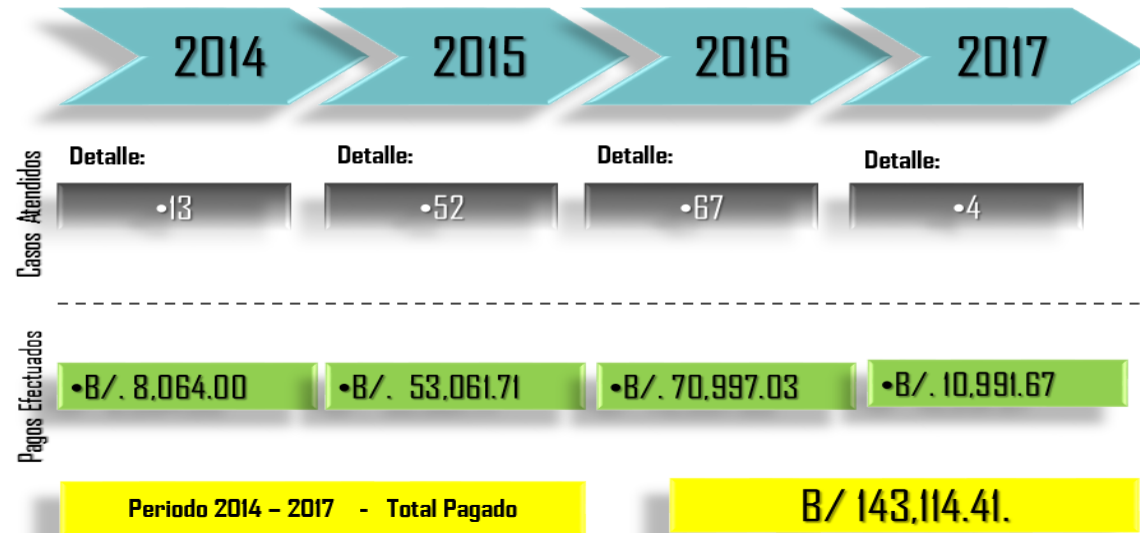 2014
2015
2016
2017
Casos Atendidos
Detalle:
Detalle:
Detalle:
Detalle:
•13
•52
•67
•4
Pagos Efectuados
•B/. 8,064.00
•B/. 53,061.71
•B/. 70,997.03
•B/. 10,991.67
Periodo 2014 – 2017 - Total Pagado
B/ 143,114.41.